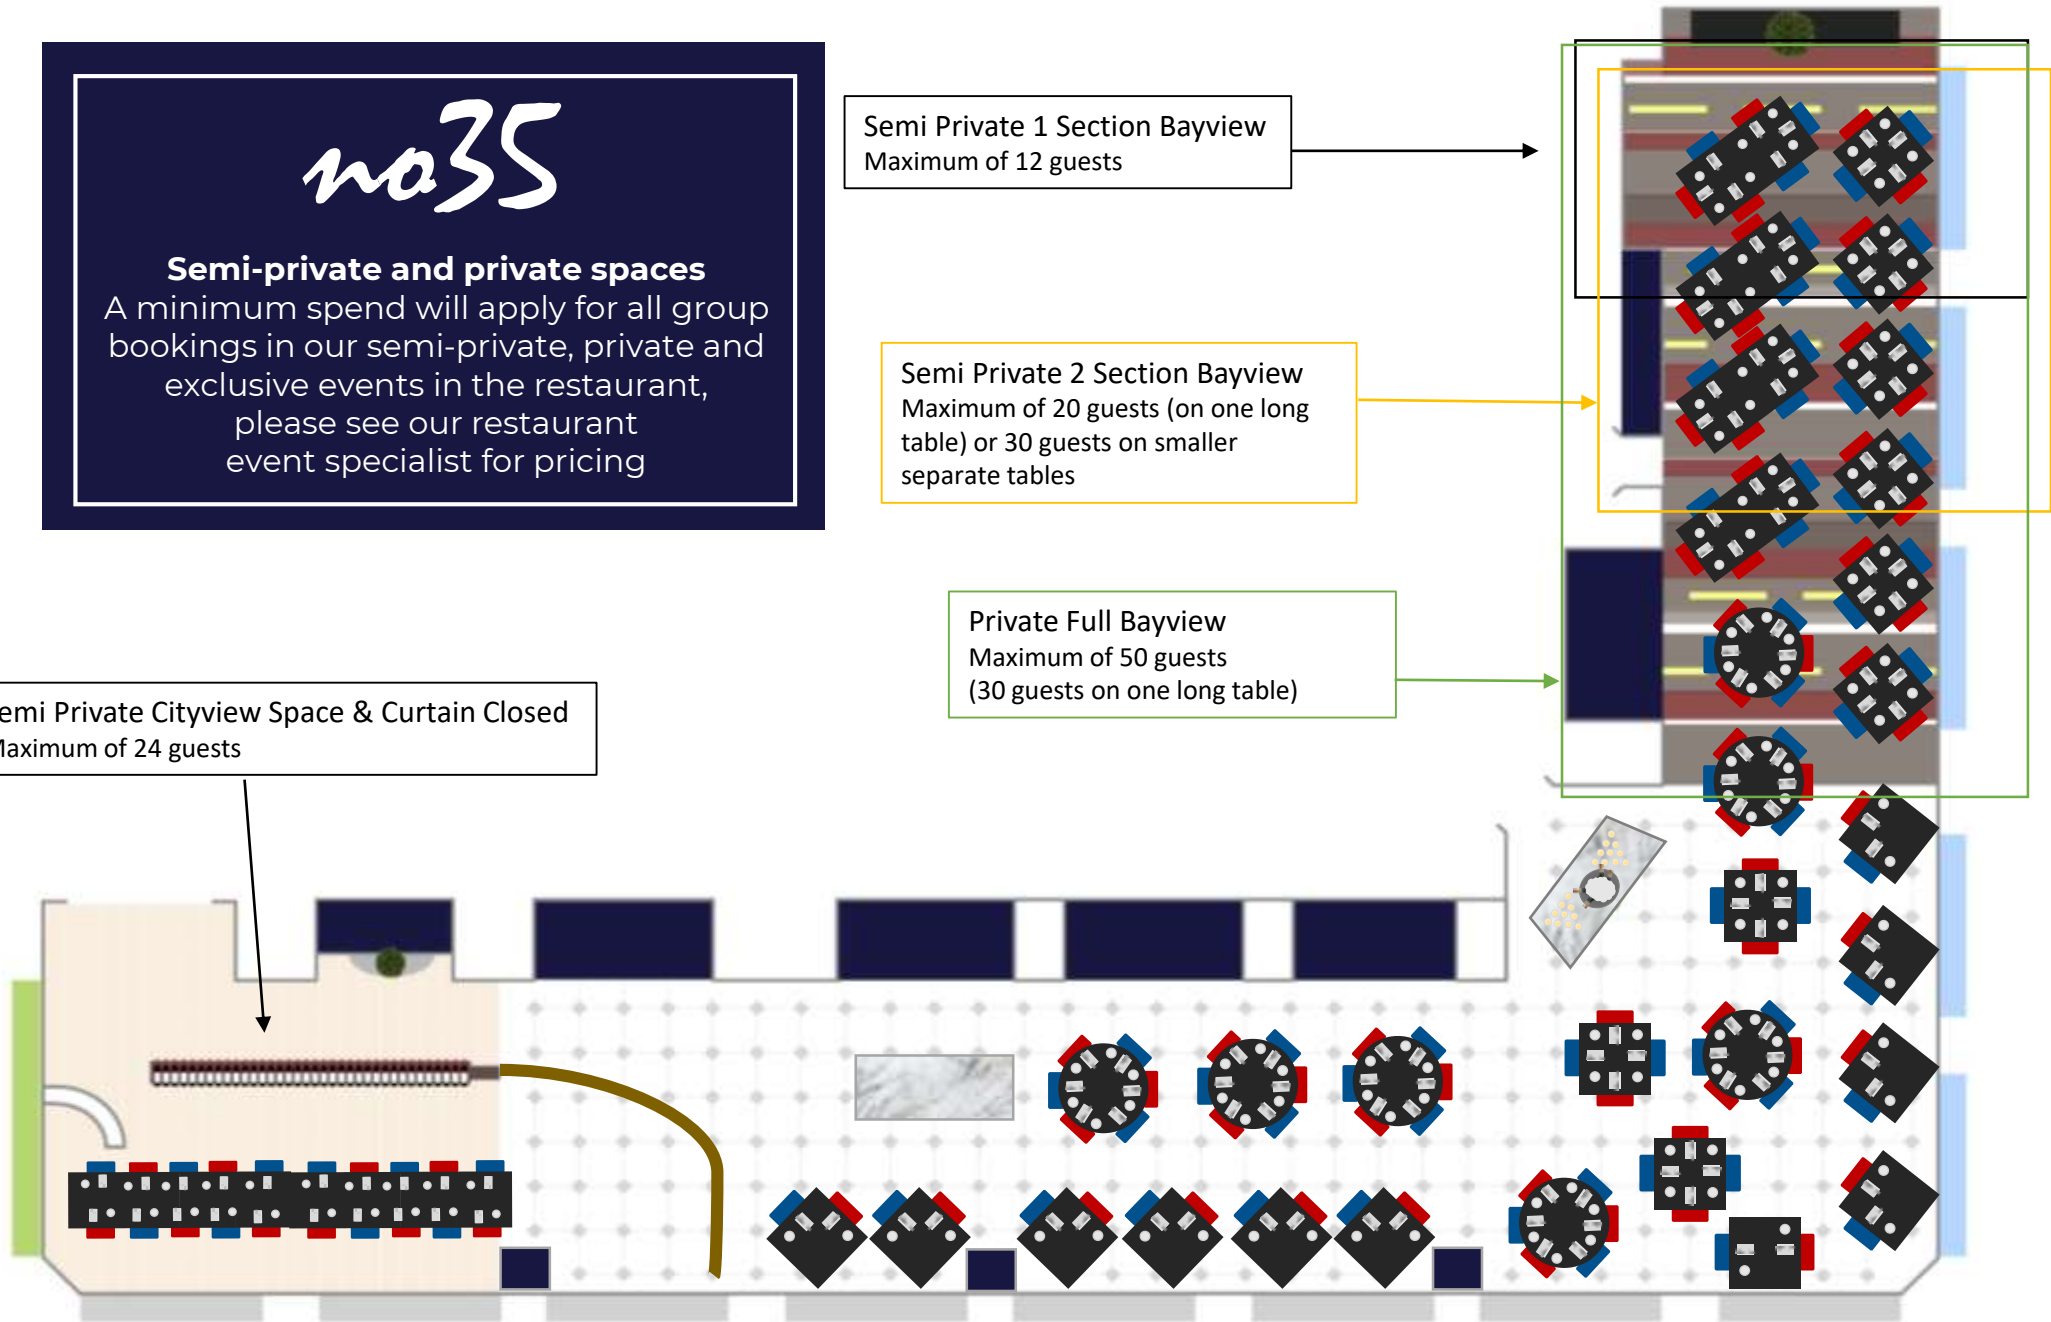 no35
Semi-private and private spaces
A minimum spend will apply for all group
bookings in our semi-private, private and
exclusive events in the restaurant,
please see our restaurant
event specialist for pricing
Semi Private 1 Section Bayview
Maximum of 12 guests
Semi Private 2 Section Bayview
Maximum of 20 guests (on one long
table) or 30 guests on smaller
separate tables
Private Full Bayview
Maximum of 50 guests
(30 guests on one long table)
emi Private Cityview Space & Curtain Closed
Maximum of 24 guests